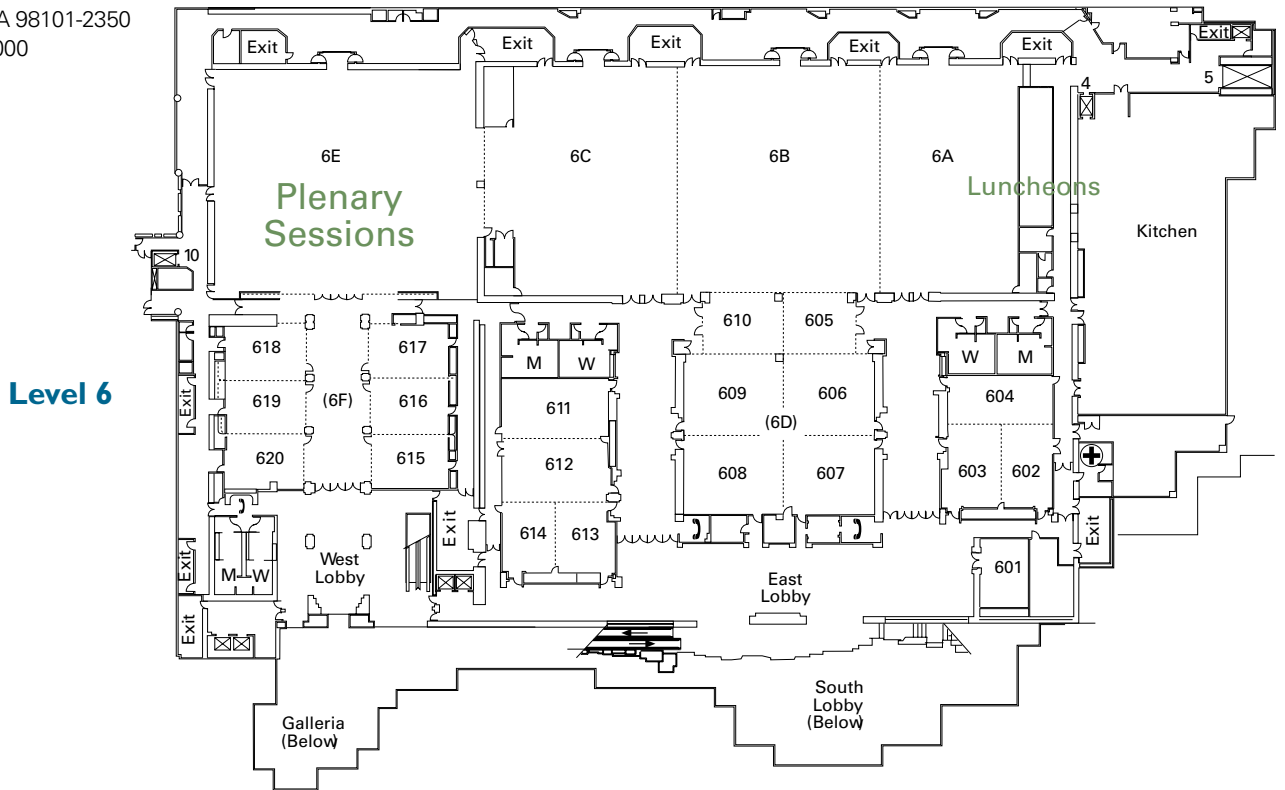 A 98101-2350
000
Exit
Exit
Exit
Exit
Exit
Exit
4
5
6E
6C
6B
6A
Plenary
Sessions
Luncheons
Kitchen
10
610
605
618
617
M
W
W
M
Level 6
Exit
619
(6F)
616
611
609
606
604
(6D)
620
615
612
608
607
603
602
Exit
614
613
Exit
West
Lobby
Exit
M
W
East
Lobby
601
Exit
South
Lobby
(Below)
Galleria
(Below)